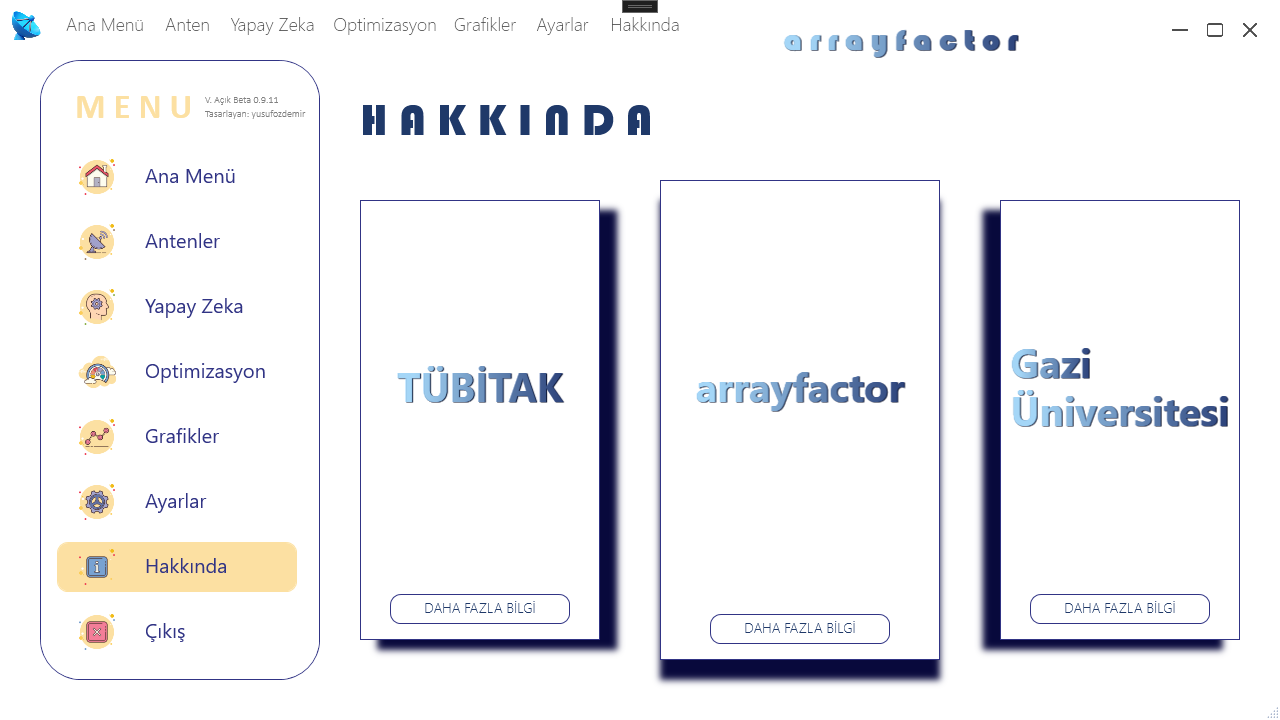 Ana Menü Anten Yapay Zeka Optimizasyon Grafikler Ayarlar Hakkında
arrayfactor
MENU
V. Açık Beta 0.9.11
Tasarlayan: yusufozdemir
HAKKINDA
Ana Menü
Antenler
Yapay Zeka
Optimizasyon
Grafikler
Ayarlar
Hakkında
Çıkış
TÜBİTAK
DAHA FAZLA BİLGİ
arrayfactor
DAHA FAZLA BİLGİ
Gazi
Üniversitesi
DAHA FAZLA BİLGİ